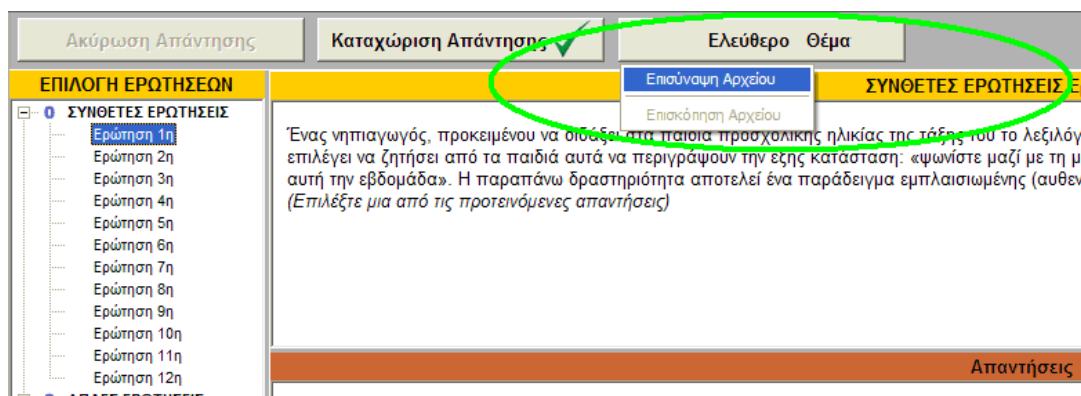 Ακύρωση Απάντησης
Καταχώριση Απάντησης
Ελεύθερο Θέμα
Επισύναψη Αρχείου
Επισκόπηση Αρχείου
ΕΠΙΛΟΓΗ ΕΡΩΤΗΣΕΩΝ
ΣΥΝΘΕΤΕΣ ΕΡΩΤΗΣΕΙΣ
0 ΣΥΝΘΕΤΕΣ ΕΡΩΤΗΣΕΙΣ
Ερώτηση 1η
Ερώτηση 2η
Ερώτηση 3η
Ερώτηση 4η
Ερώτηση 5η
Ερώτηση 6η
Ερώτηση 7η
Ερώτηση 8η
Ερώτηση 9η
Ερώτηση 10η
Ερώτηση 11η
Ερώτηση 12η
Ένας νηπιαγωγός, προκειμένου να διδάξει στα παιδιά προσχολικής ηλικίας της τάξης του το λεξιλόγ
επιλέγει να ζητήσει από τα παιδιά αυτά να περιγράψουν την εξής κατάσταση: «ψωνίστε μαζί με τη μ
αυτή την εβδομάδα». Η παραπάνω δραστηριότητα αποτελεί ένα παράδειγμα εμπλαισιωμένης (αυθεν
(Επιλέξτε μια από τις προτεινόμενες απαντήσεις)
Απαντήσεις